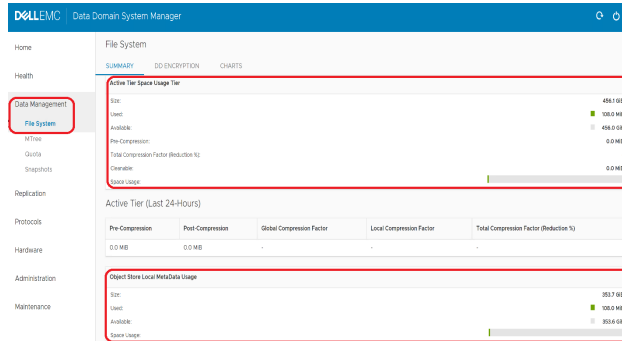 DELLEMC Data Domain System Manager
Home
Health
Data Management
File System
MTree
Quota
Snapshots
Replication
Protocols
Hardware
Administration
Maintenance
File System
SUMMARY DD ENCRYPTION CHARTS
Active Tier Space Usage Tier
Size: 456.1 GiB
Used: 108.0 MiB
Available: 456.0 GiB
Pre-Compression: 0.0 MiB
Total Compression Factor (Reduction %):
Cleanable: 0.0 MiB
Space Usage:
Active Tier (Last 24-Hours)
Pre-Compression Post-Compression Global Compression Factor Local Compression Factor Total Compression Factor (Reduction %)
0.0 MiB 0.0 MiB - - -
Object Store Local MetaData Usage
Size: 353.7 GiB
Used: 108.0 MiB
Available: 353.6 GiB
Space Usage: